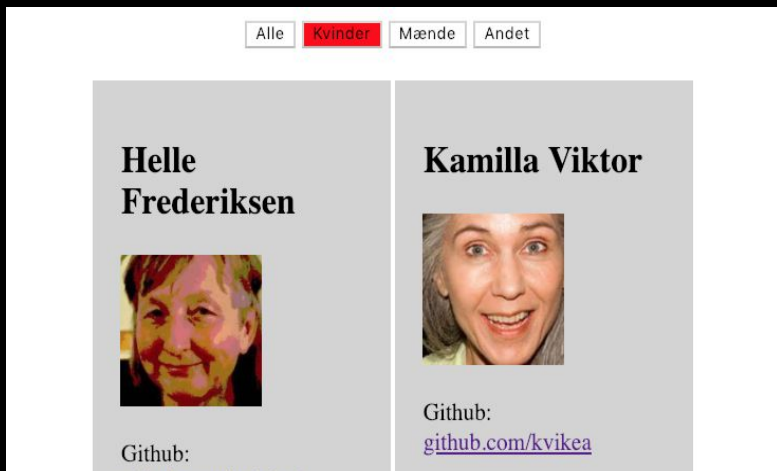 Alle Kvinder Mænde Andet
Helle
Frederiksen
Github:
Kamilla Viktor
Github:
github.com/kvikea